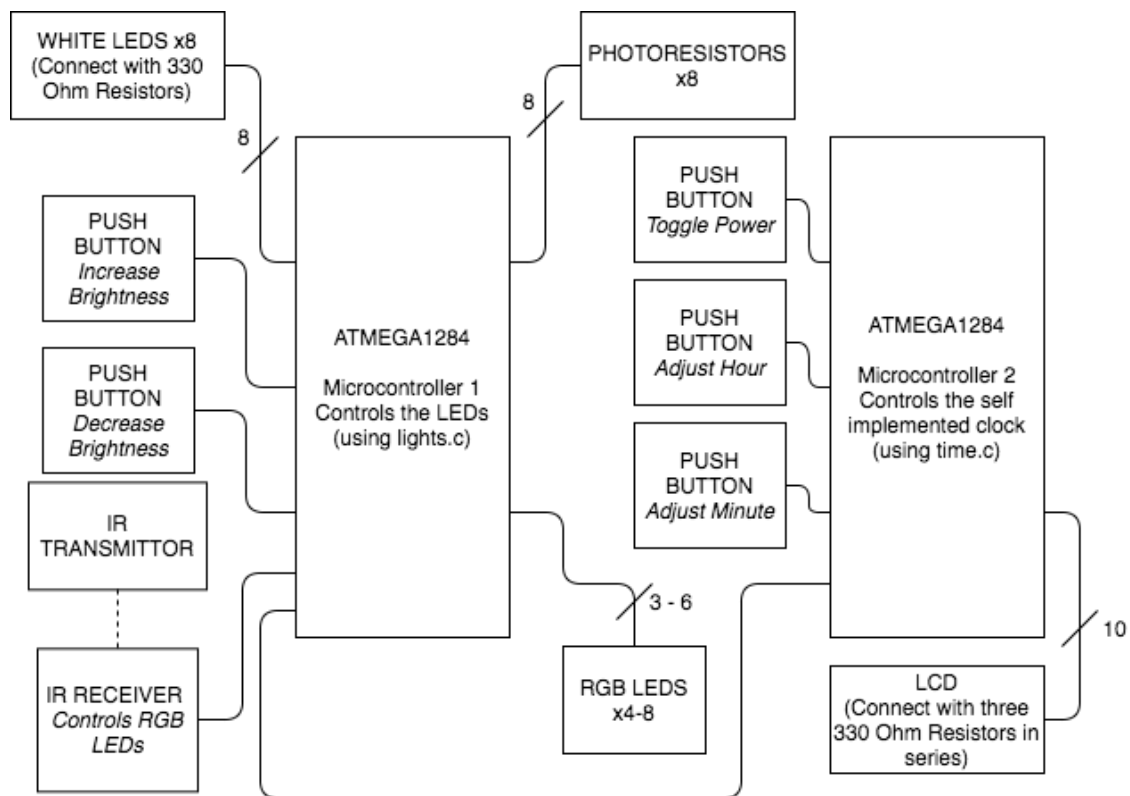 WHITE LEDS x8
(Connect with 330
Ohm Resistors)
8
PHOTORESISTORS
x8
8
PUSH
BUTTON
Increase
Brightness
PUSH
BUTTON
Decrease
Brightness
IR
TRANSMITTOR
IR RECEIVER
Controls RGB
LEDs
ATMEGA1284
Microcontroller 1
Controls the LEDs
(using lights.c)
3 - 6
RGB LEDS
x4-8
PUSH
BUTTON
Toggle Power
PUSH
BUTTON
Adjust Hour
PUSH
BUTTON
Adjust Minute
ATMEGA1284
Microcontroller 2
Controls the self
implemented clock
(using time.c)
10
LCD
(Connect with three
330 Ohm Resistors in
series)